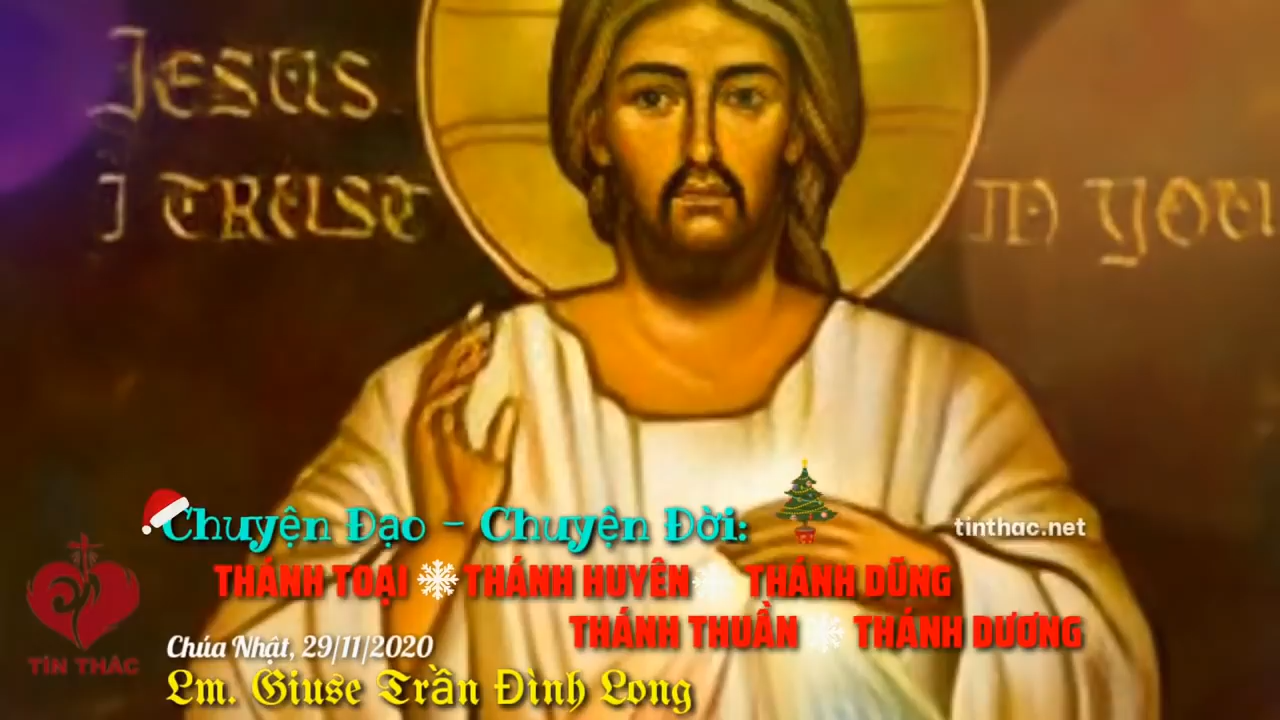 JESUS
I TRUST IN YOU
Chuyện Đạo - Chuyện Đời:
tinthac.net
THÁNH TOẠI THÁNH HUYÊN THÁNH DŨNG
THÁNH THUẦN THÁNH DƯƠNG
TÍN THÁC
Chúa Nhật, 29/11/2020
Lm. Giuse Trần Đình Long